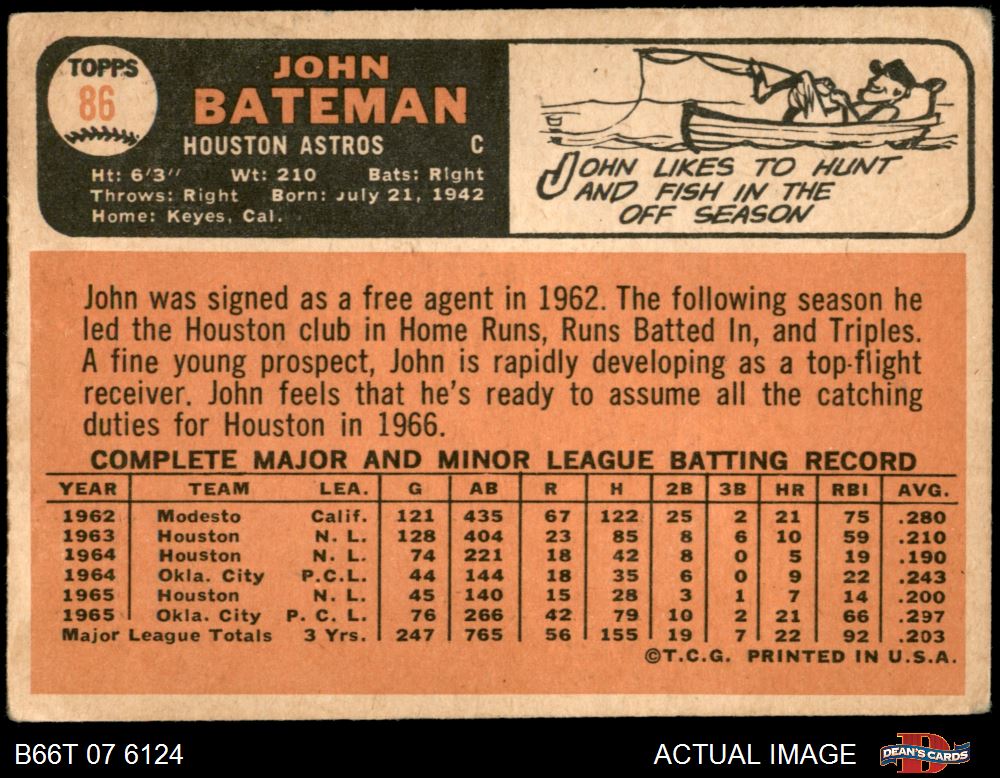 TOPPS
86
JOHN
BATEMAN
HOUSTON ASTROS C
Ht: 6'3" Wt: 210 Bats: Right
Throws: Right Born: July 21, 1942
Home: Keyes, Cal.
JOHN LIKES TO HUNT
AND FISH IN THE
OFF SEASON
John was signed as a free agent in 1962. The following season he
led the Houston club in Home Runs, Runs Batted In, and Triples.
A fine young prospect, John is rapidly developing as a top-flight
receiver. John feels that he's ready to assume all the catching
duties for Houston in 1966.
COMPLETE MAJOR AND MINOR LEAGUE BATTING RECORD
YEAR TEAM LEA. G AB R H 2B 3B HR RBI AVG.
1962 Modesto Calif. 121 435 67 122 25 2 21 75 .280
1963 Houston N. L. 128 404 23 85 8 6 10 59 .210
1964 Houston N. L. 74 221 18 42 8 0 5 19 .190
1964 Okla. City P.C.L. 44 144 18 35 6 0 9 22 .243
1965 Houston N. L. 45 140 15 28 3 1 7 14 .200
1965 Okla. City P. C. L. 76 266 42 79 10 2 21 66 .297
Major League Totals 3 Yrs. 247 765 56 155 19 7 22 92 .203
©T.C.G. PRINTED IN U.S.A.
B66T 07 6124 ACTUAL IMAGE DEAN'S CARDS